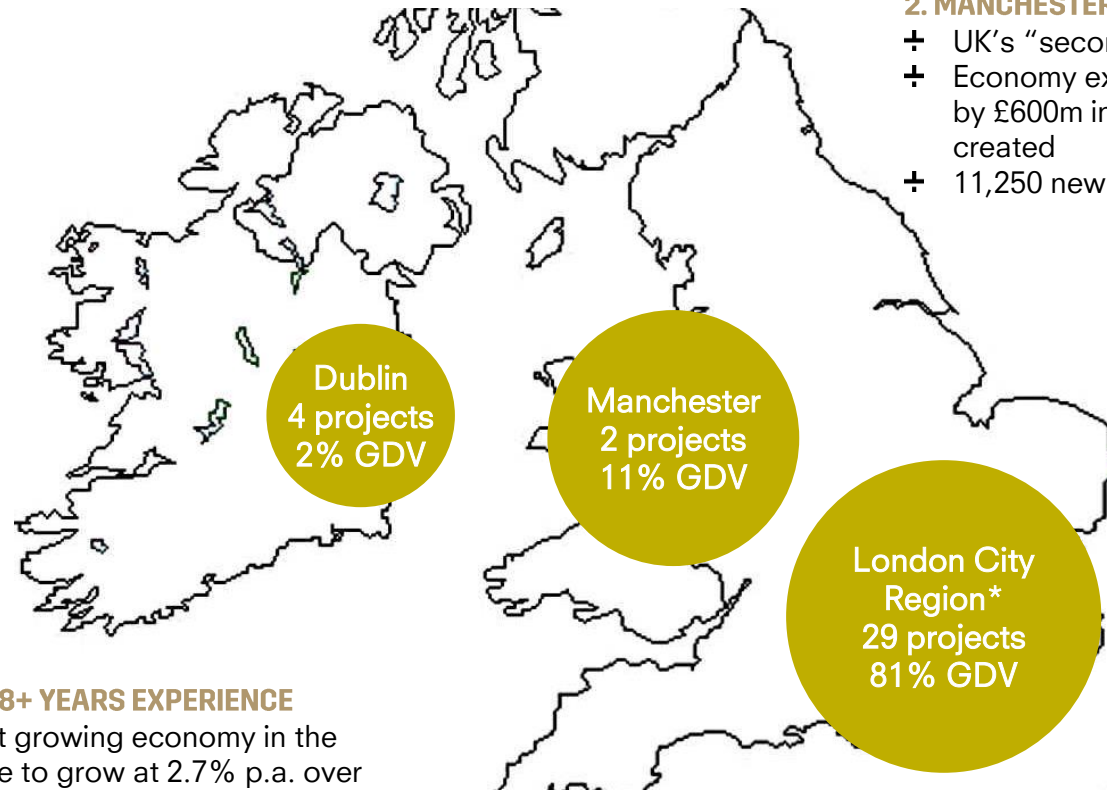 2. MANCHESTER
÷ UK's "secon
÷ Economy ex
by £600m in
created
÷ 11,250 new
Dublin
4 projects
2% GDV
Manchester
2 projects
11% GDV
London City
Region*
29 projects
81% GDV
8+ YEARS EXPERIENCE
t growing economy in the
e to grow at 2.7% p.a. over